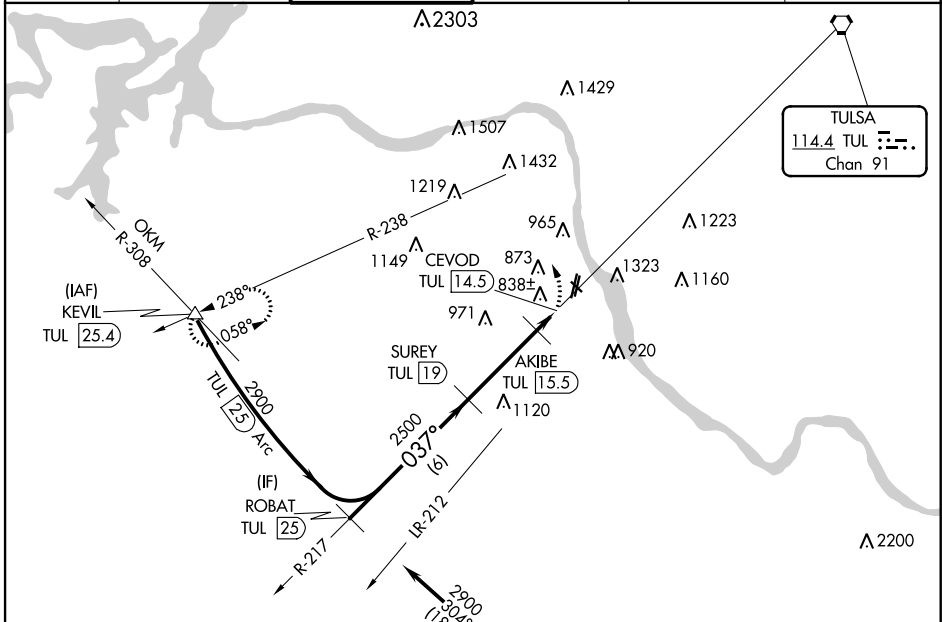 2303
1429
1507
TULSA
114.4 TUL
Chan 91
1432
1219
R-238
OKM
R-308
965
1223
1149
CEVOD
TUL 14.5
873
838±
1323
1160
(IAF)
KEVIL
TUL 25.4
238°
058°
971
920
SUREY
TUL 19
AKIBE
TUL 15.5
2900
TUL 25 Arc
1120
2500
037°
(6)
(IF)
ROBAT
TUL 25
LR-212
R-217
2200
2900
304°